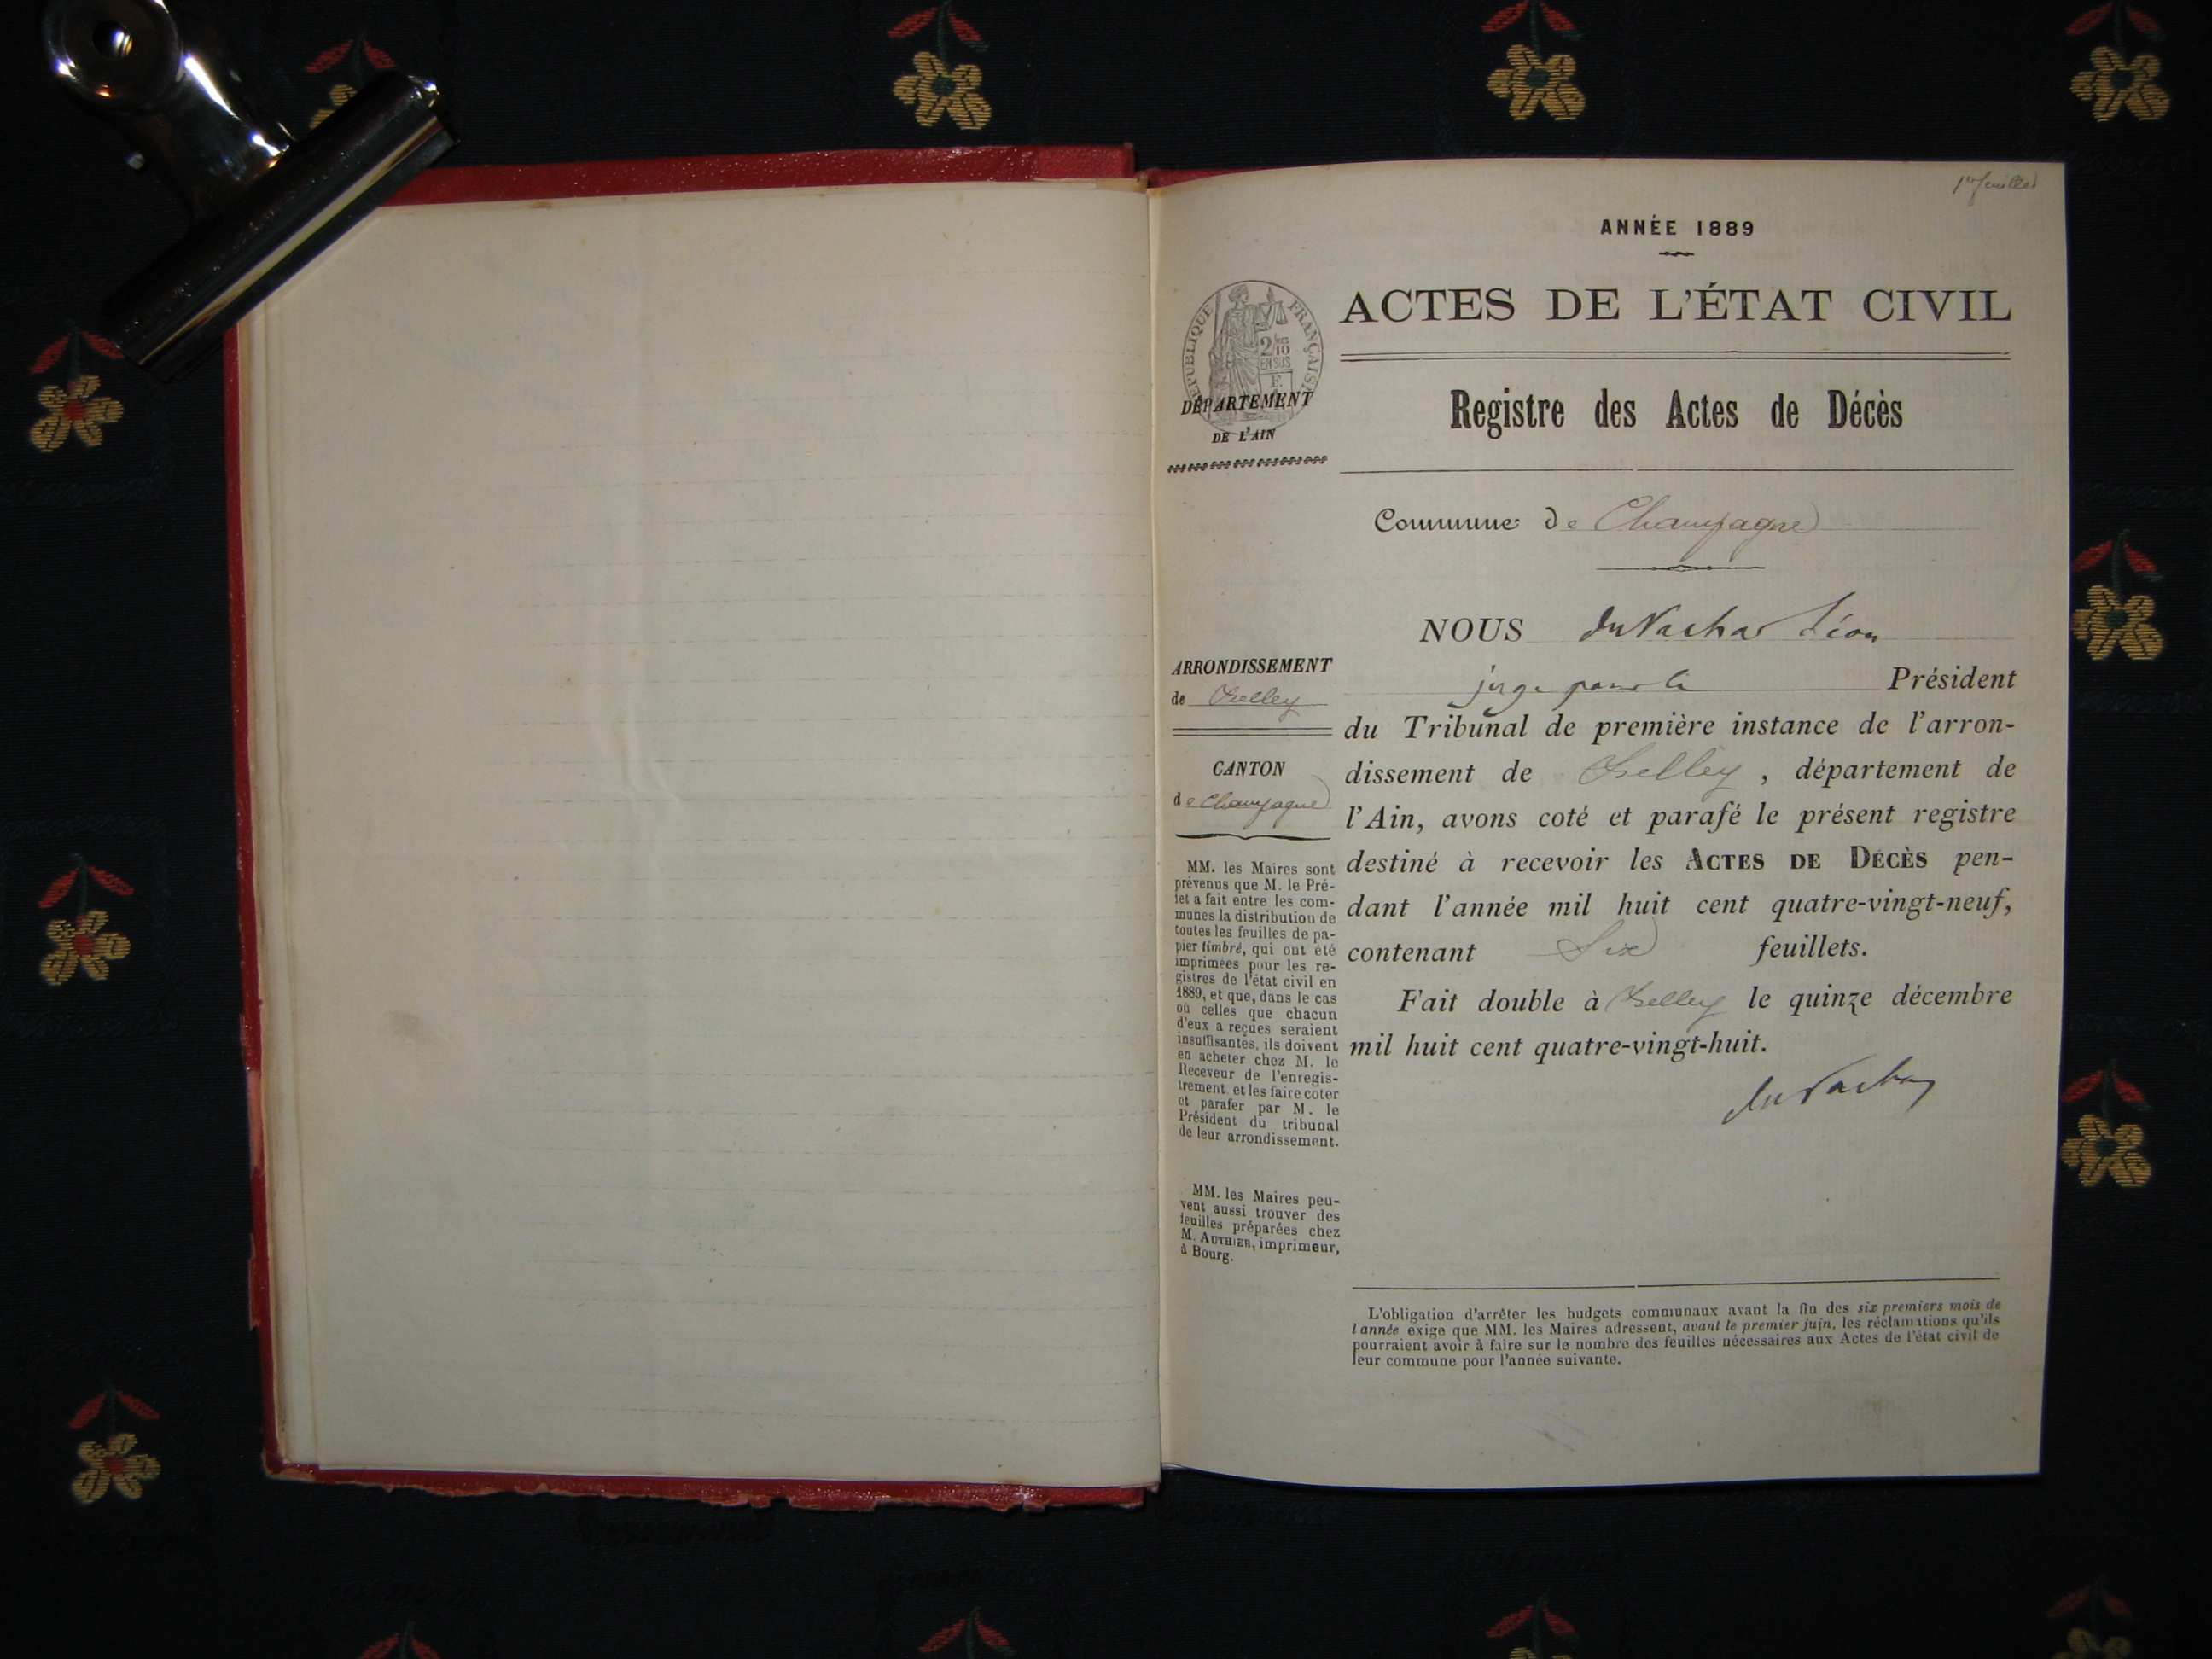 1er feuillet
ANNÉE 1889
ACTES DE L'ÉTAT CIVIL
RÉPUBLIQUE FRANÇAISE
2/10
EN SUS
DÉPARTEMENT
DE L'AIN
Registre des Actes de Décès
Commune de Champagne
NOUS Léon
juge pour le Président
du Tribunal de première instance de l'arron-
dissement de Belley, département de
l'Ain, avons coté et parafé le présent registre
destiné à recevoir les ACTES DE DÉCÈS pen-
dant l'année mil huit cent quatre-vingt-neuf,
contenant Six feuillets.
Fait double à Belley le quinze décembre
mil huit cent quatre-vingt-huit.
ARRONDISSEMENT
de Belley
CANTON
de Champagne
MM. les Maires sont
prévenus que M. le Pré-
fet a fait entre les com-
munes la distribution de
toutes les feuilles de pa-
pier timbré, qui ont été
imprimées pour les re-
gistres de l'état civil en
1889, et que, dans le cas
où celles que chacun
d'eux a reçues seraient
insuffisantes, ils doivent
en acheter chez M. le
Receveur de l'enregis-
trement, et les faire coter
et parafer par M. le
Président du tribunal
de leur arrondissement.
MM. les Maires peu-
vent aussi trouver des
feuilles préparées chez
M. AUTHIER, imprimeur,
à Bourg.
L'obligation d'arrêter les budgets communaux avant la fin des six premiers mois de
l'année exige que MM. les Maires adressent, avant le premier juin, les réclamations qu'ils
pourraient avoir à faire sur le nombre des feuilles nécessaires aux Actes de l'état civil de
leur commune pour l'année suivante.